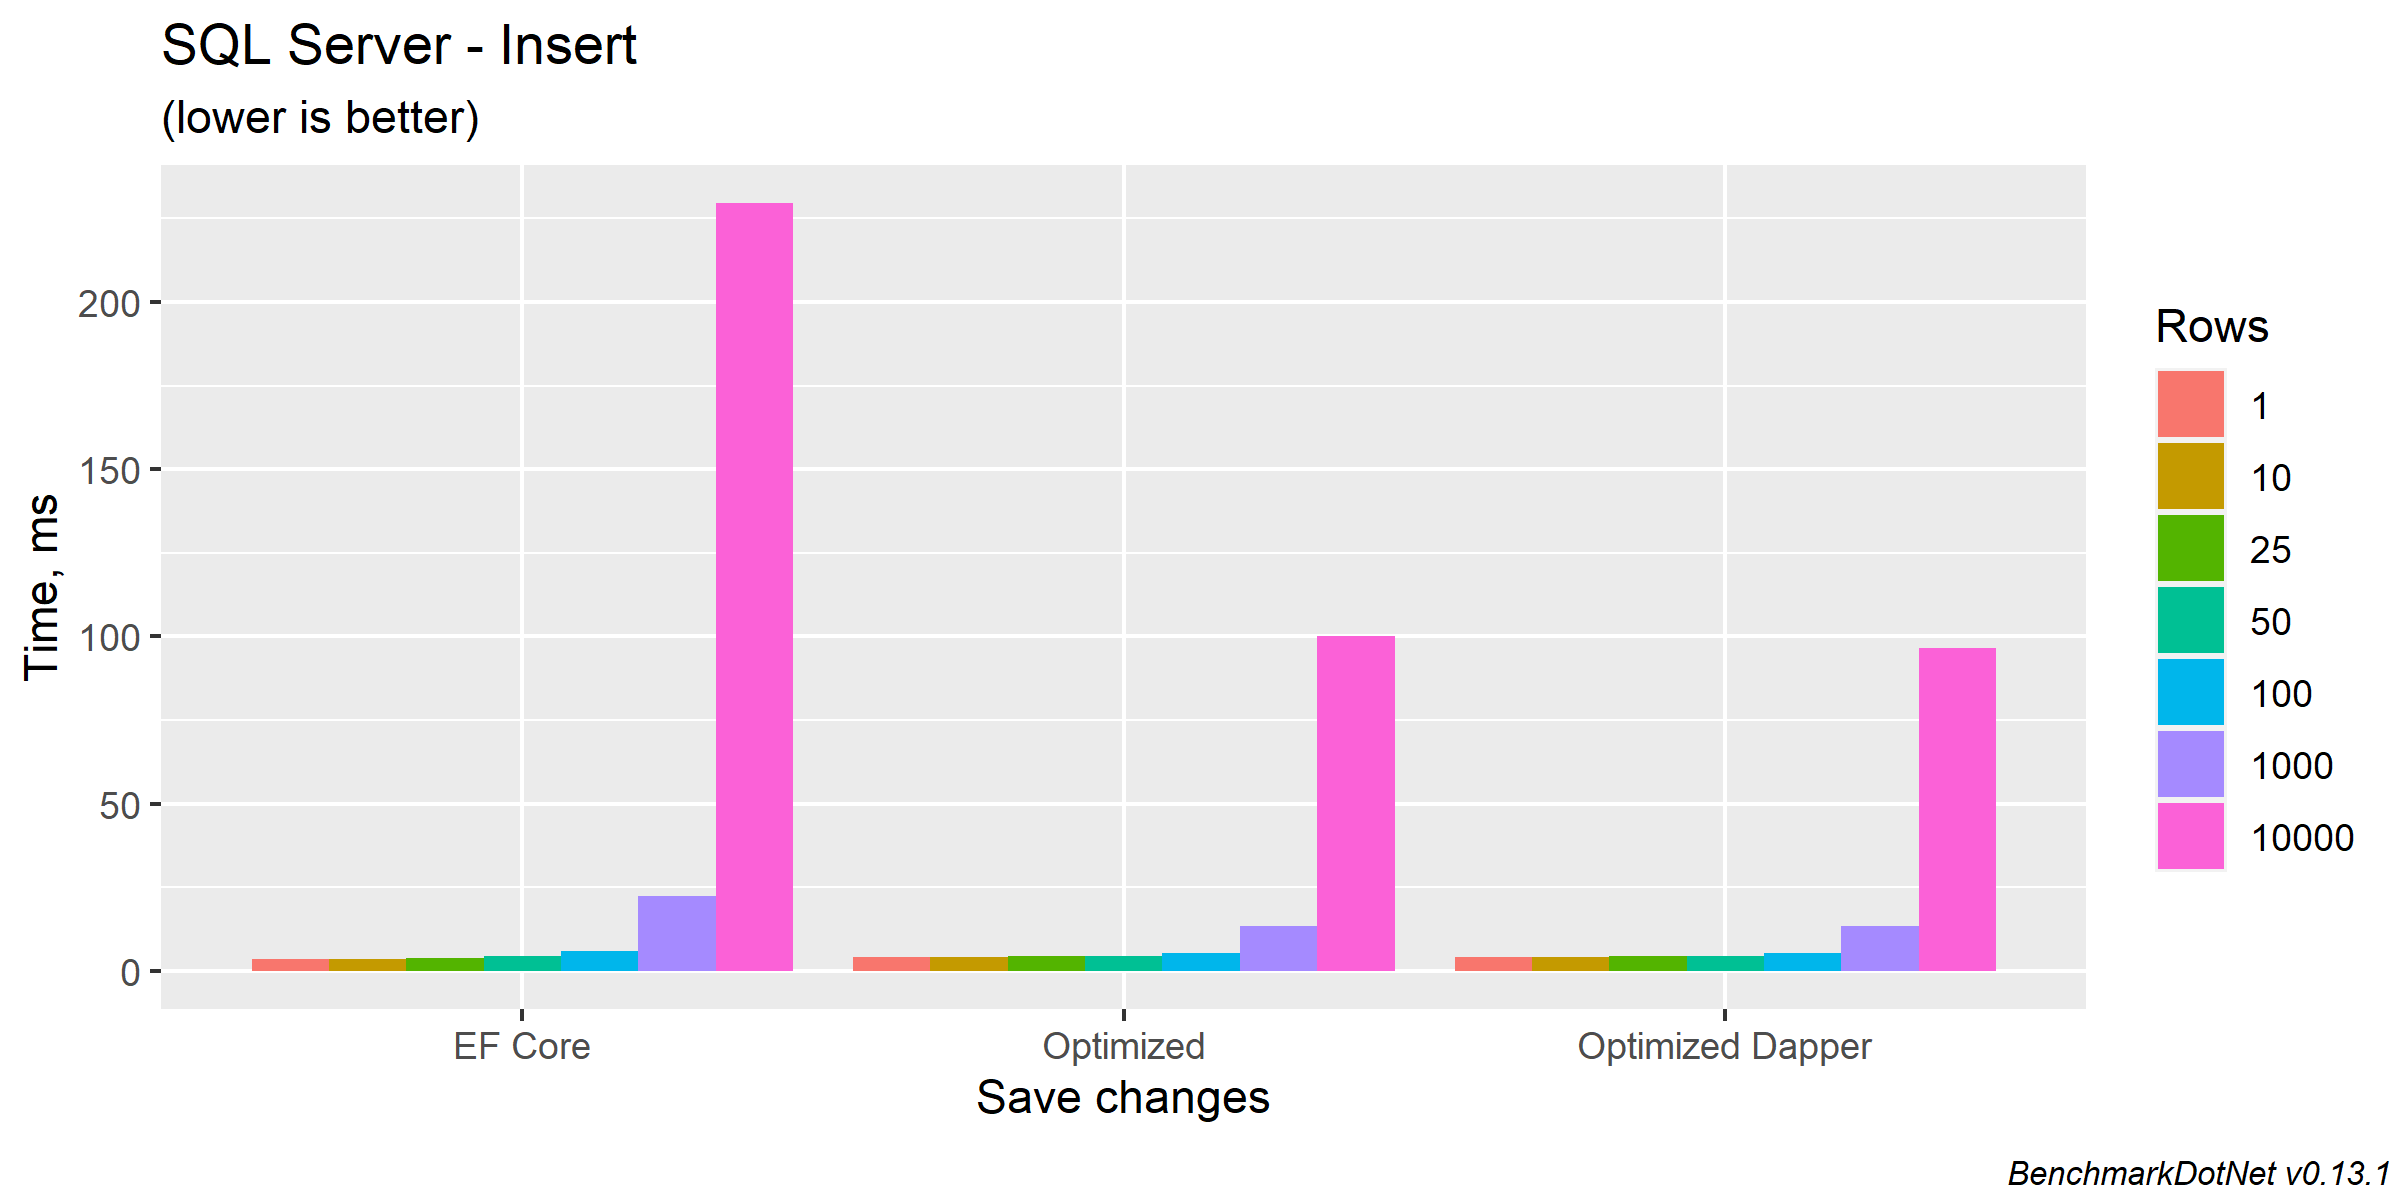 SQL Server - Insert
(lower is better)
Time, ms
200
150
100
50
0
EF Core
Optimized
Optimized Dapper
Save changes
Rows
1
10
25
50
100
1000
10000
BenchmarkDotNet v0.13.1